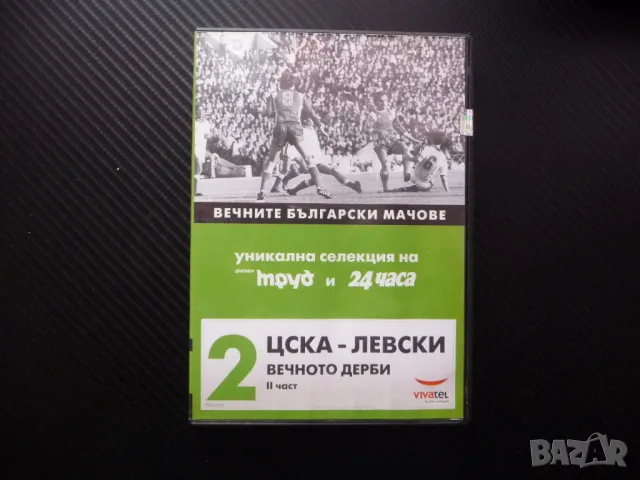 ВЕЧНИТЕ БЪЛГАРСКИ МАЧОВЕ
уникална селекция на
труд и 24 часа
2
ЦСКА - ЛЕВСКИ
ВЕЧНОТО ДЕРБИ
II част
vivatel
BAZAR